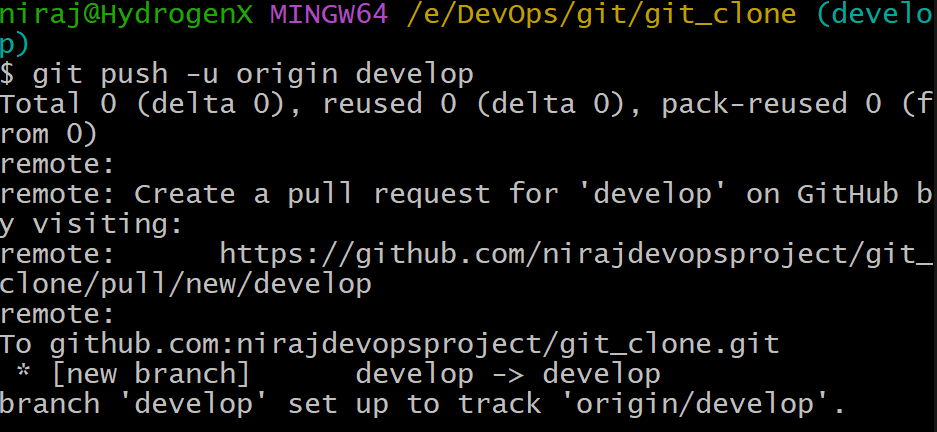 niraj@HydrogenX MINGW64 /e/DevOps/git/git_clone (develo
p)
$ git push -u origin develop
Total 0 (delta 0), reused 0 (delta 0), pack-reused 0 (f
rom 0)
remote:
remote: Create a pull request for 'develop' on GitHub b
y visiting:
remote:      https://github.com/nirajdevopsproject/git_
clone/pull/new/develop
remote:
To github.com:nirajdevopsproject/git_clone.git
 * [new branch]      develop -> develop
branch 'develop' set up to track 'origin/develop'.